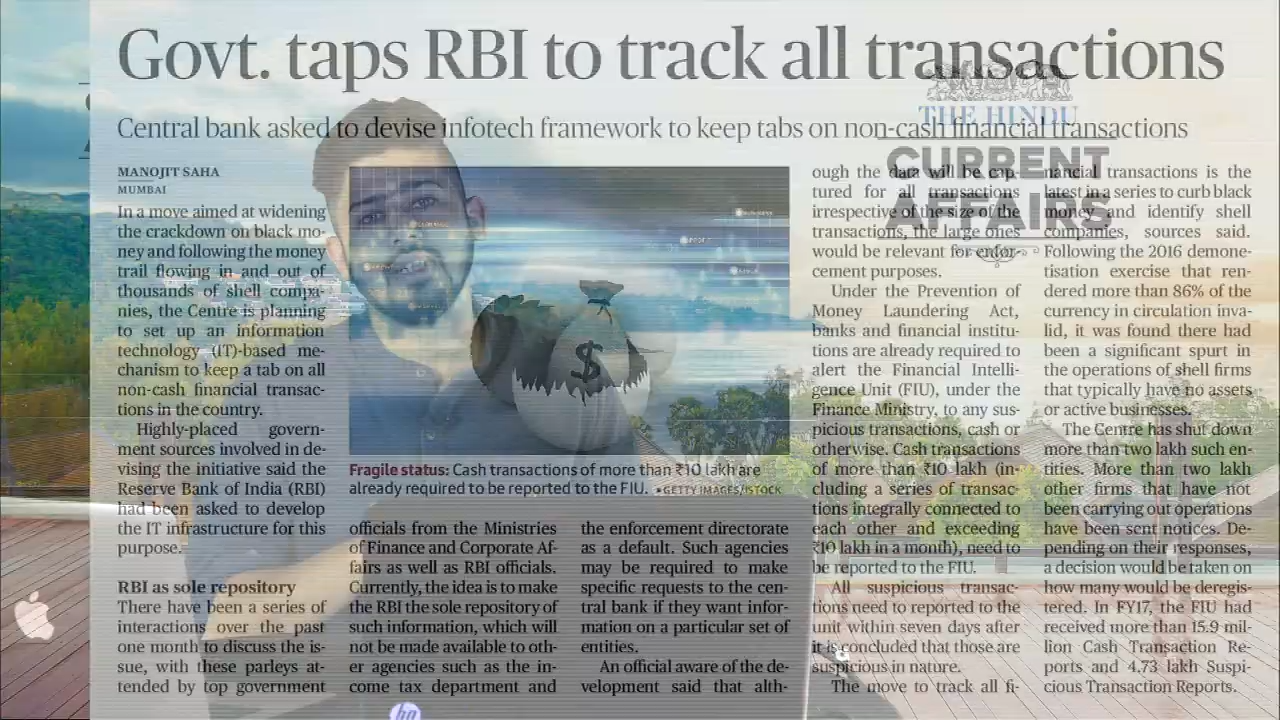 Govt. taps RBI to track all transactions
Central bank asked to devise infotech framework to keep tabs on non-cash financial transactions
THE HINDU
CURRENT
AFFAIRS
MANOJIT SAHA
MUMBAI
In a move aimed at widening
the crackdown on black mo-
ney and following the money
trail flowing in and out of
thousands of shell compa-
nies, the Centre is planning
to set up an information
technology (IT)-based me-
chanism to keep a tab on all
non-cash financial transac-
tions in the country.
Highly-placed govern-
ment sources involved in de-
vising the initiative said the
Reserve Bank of India (RBI)
had been asked to develop
the IT infrastructure for this
purpose.
RBI as sole repository
There have been a series of
interactions over the past
one month to discuss the is-
sue, with these parleys at-
tended by top government
$
Fragile status: Cash transactions of more than ₹10 lakh are
already required to be reported to the FIU. •GETTY IMAGES/ISTOCK
officials from the Ministries
of Finance and Corporate Af-
fairs as well as RBI officials.
Currently, the idea is to make
the RBI the sole repository of
such information, which will
not be made available to oth-
er agencies such as the in-
come tax department and
the enforcement directorate
as a default. Such agencies
may be required to make
specific requests to the cen-
tral bank if they want infor-
mation on a particular set of
entities.
An official aware of the de-
velopment said that alth-
ough the data will be cap-
tured for all transactions
irrespective of the size of the
transactions, the large ones
would be relevant for enfor-
cement purposes.
Under the Prevention of
Money Laundering Act,
banks and financial institu-
tions are already required to
alert the Financial Intelli-
gence Unit (FIU), under the
Finance Ministry, to any sus-
picious transactions, cash or
otherwise. Cash transactions
of more than ₹10 lakh (in-
cluding a series of transac-
tions integrally connected to
each other and exceeding
₹10 lakh in a month), need to
be reported to the FIU.
All suspicious transac-
tions need to reported to the
unit within seven days after
it is concluded that those are
suspicious in nature.
The move to track all fi-
nancial transactions is the
latest in a series to curb black
money and identify shell
companies, sources said.
Following the 2016 demone-
tisation exercise that ren-
dered more than 86% of the
currency in circulation inva-
lid, it was found there had
been a significant spurt in
the operations of shell firms
that typically have no assets
or active businesses.
The Centre has shut down
more than two lakh such en-
tities. More than two lakh
other firms that have not
been carrying out operations
have been sent notices. De-
pending on their responses,
a decision would be taken on
how many would be deregis-
tered. In FY17, the FIU had
received more than 15.9 mil-
lion Cash Transaction Re-
ports and 4.73 lakh Suspi-
cious Transaction Reports.
hp